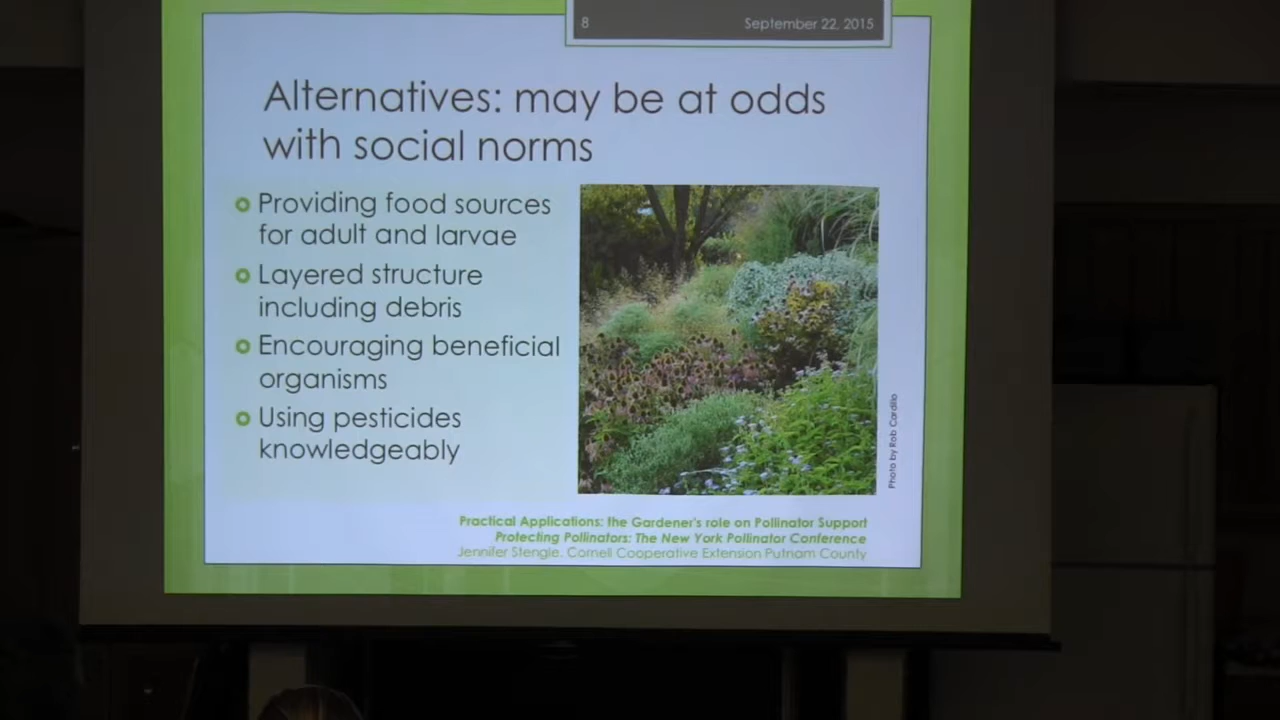 8 September 22, 2015
Alternatives: may be at odds
with social norms
Providing food sources
for adult and larvae
Layered structure
including debris
Encouraging beneficial
organisms
Using pesticides
knowledgeably
Photo by Rob Cardillo
Practical Applications: the Gardener's role on Pollinator Support
Protecting Pollinators: The New York Pollinator Conference
Jennifer Stengle, Cornell Cooperative Extension Putnam County